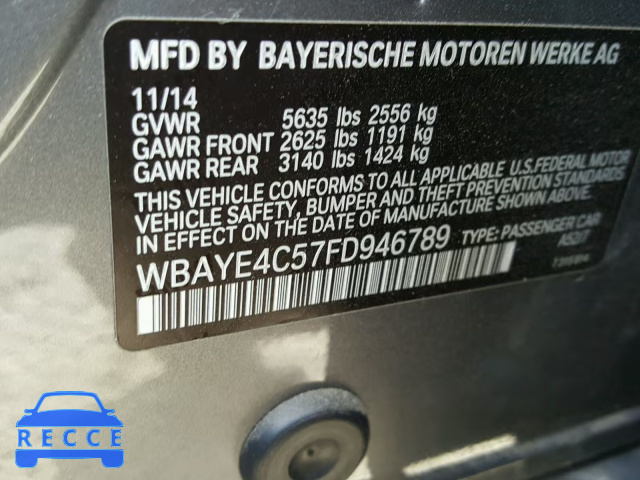 MFD BY BAYERISCHE MOTOREN WERKE AG
11/14
GVWR 5635 lbs 2556 kg
GAWR FRONT 2625 lbs 1191 kg
GAWR REAR 3140 lbs 1424 kg
THIS VEHICLE CONFORMS TO ALL APPLICABLE U.S.FEDERAL MOTOR
VEHICLE SAFETY, BUMPER AND THEFT PREVENTION STANDARDS
IN EFFECT ON THE DATE OF MANUFACTURE SHOWN ABOVE.
WBAYE4C57FD946789 TYPE: PASSENGER CAR
RECCE